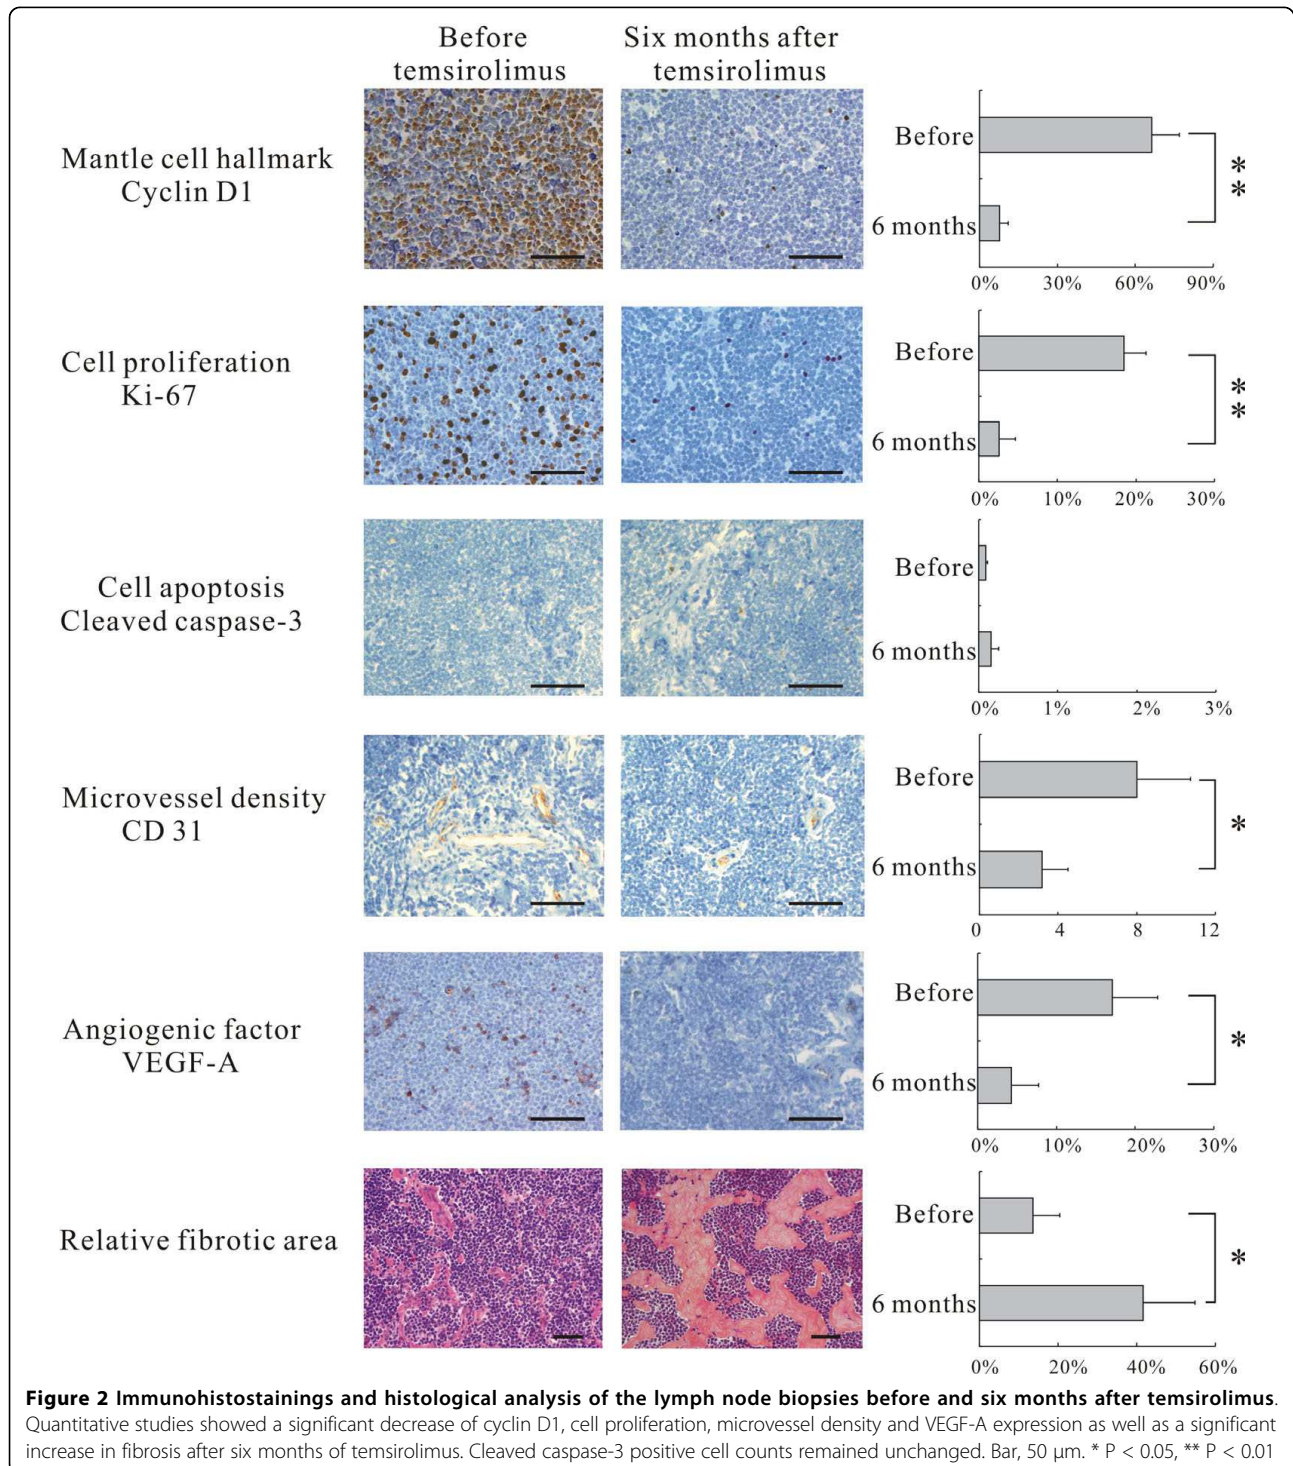 Before temsirolimus
Six months after temsirolimus
Mantle cell hallmark
Cyclin D1
Before
**
6 months
0% 30% 60% 90%
Cell proliferation
Ki-67
Before
**
6 months
0% 10% 20% 30%
Cell apoptosis
Cleaved caspase-3
Before
6 months
0% 1% 2% 3%
Microvessel density
CD 31
Before
*
6 months
0 4 8 12
Angiogenic factor
VEGF-A
Before
*
6 months
0% 10% 20% 30%
Relative fibrotic area
Before
*
6 months
0% 20% 40% 60%
Figure 2 Immunohistostainings and histological analysis of the lymph node biopsies before and six months after temsirolimus.
Quantitative studies showed a significant decrease of cyclin D1, cell proliferation, microvessel density and VEGF-A expression as well as a significant
increase in fibrosis after six months of temsirolimus. Cleaved caspase-3 positive cell counts remained unchanged. Bar, 50 μm. * P < 0.05, ** P < 0.01